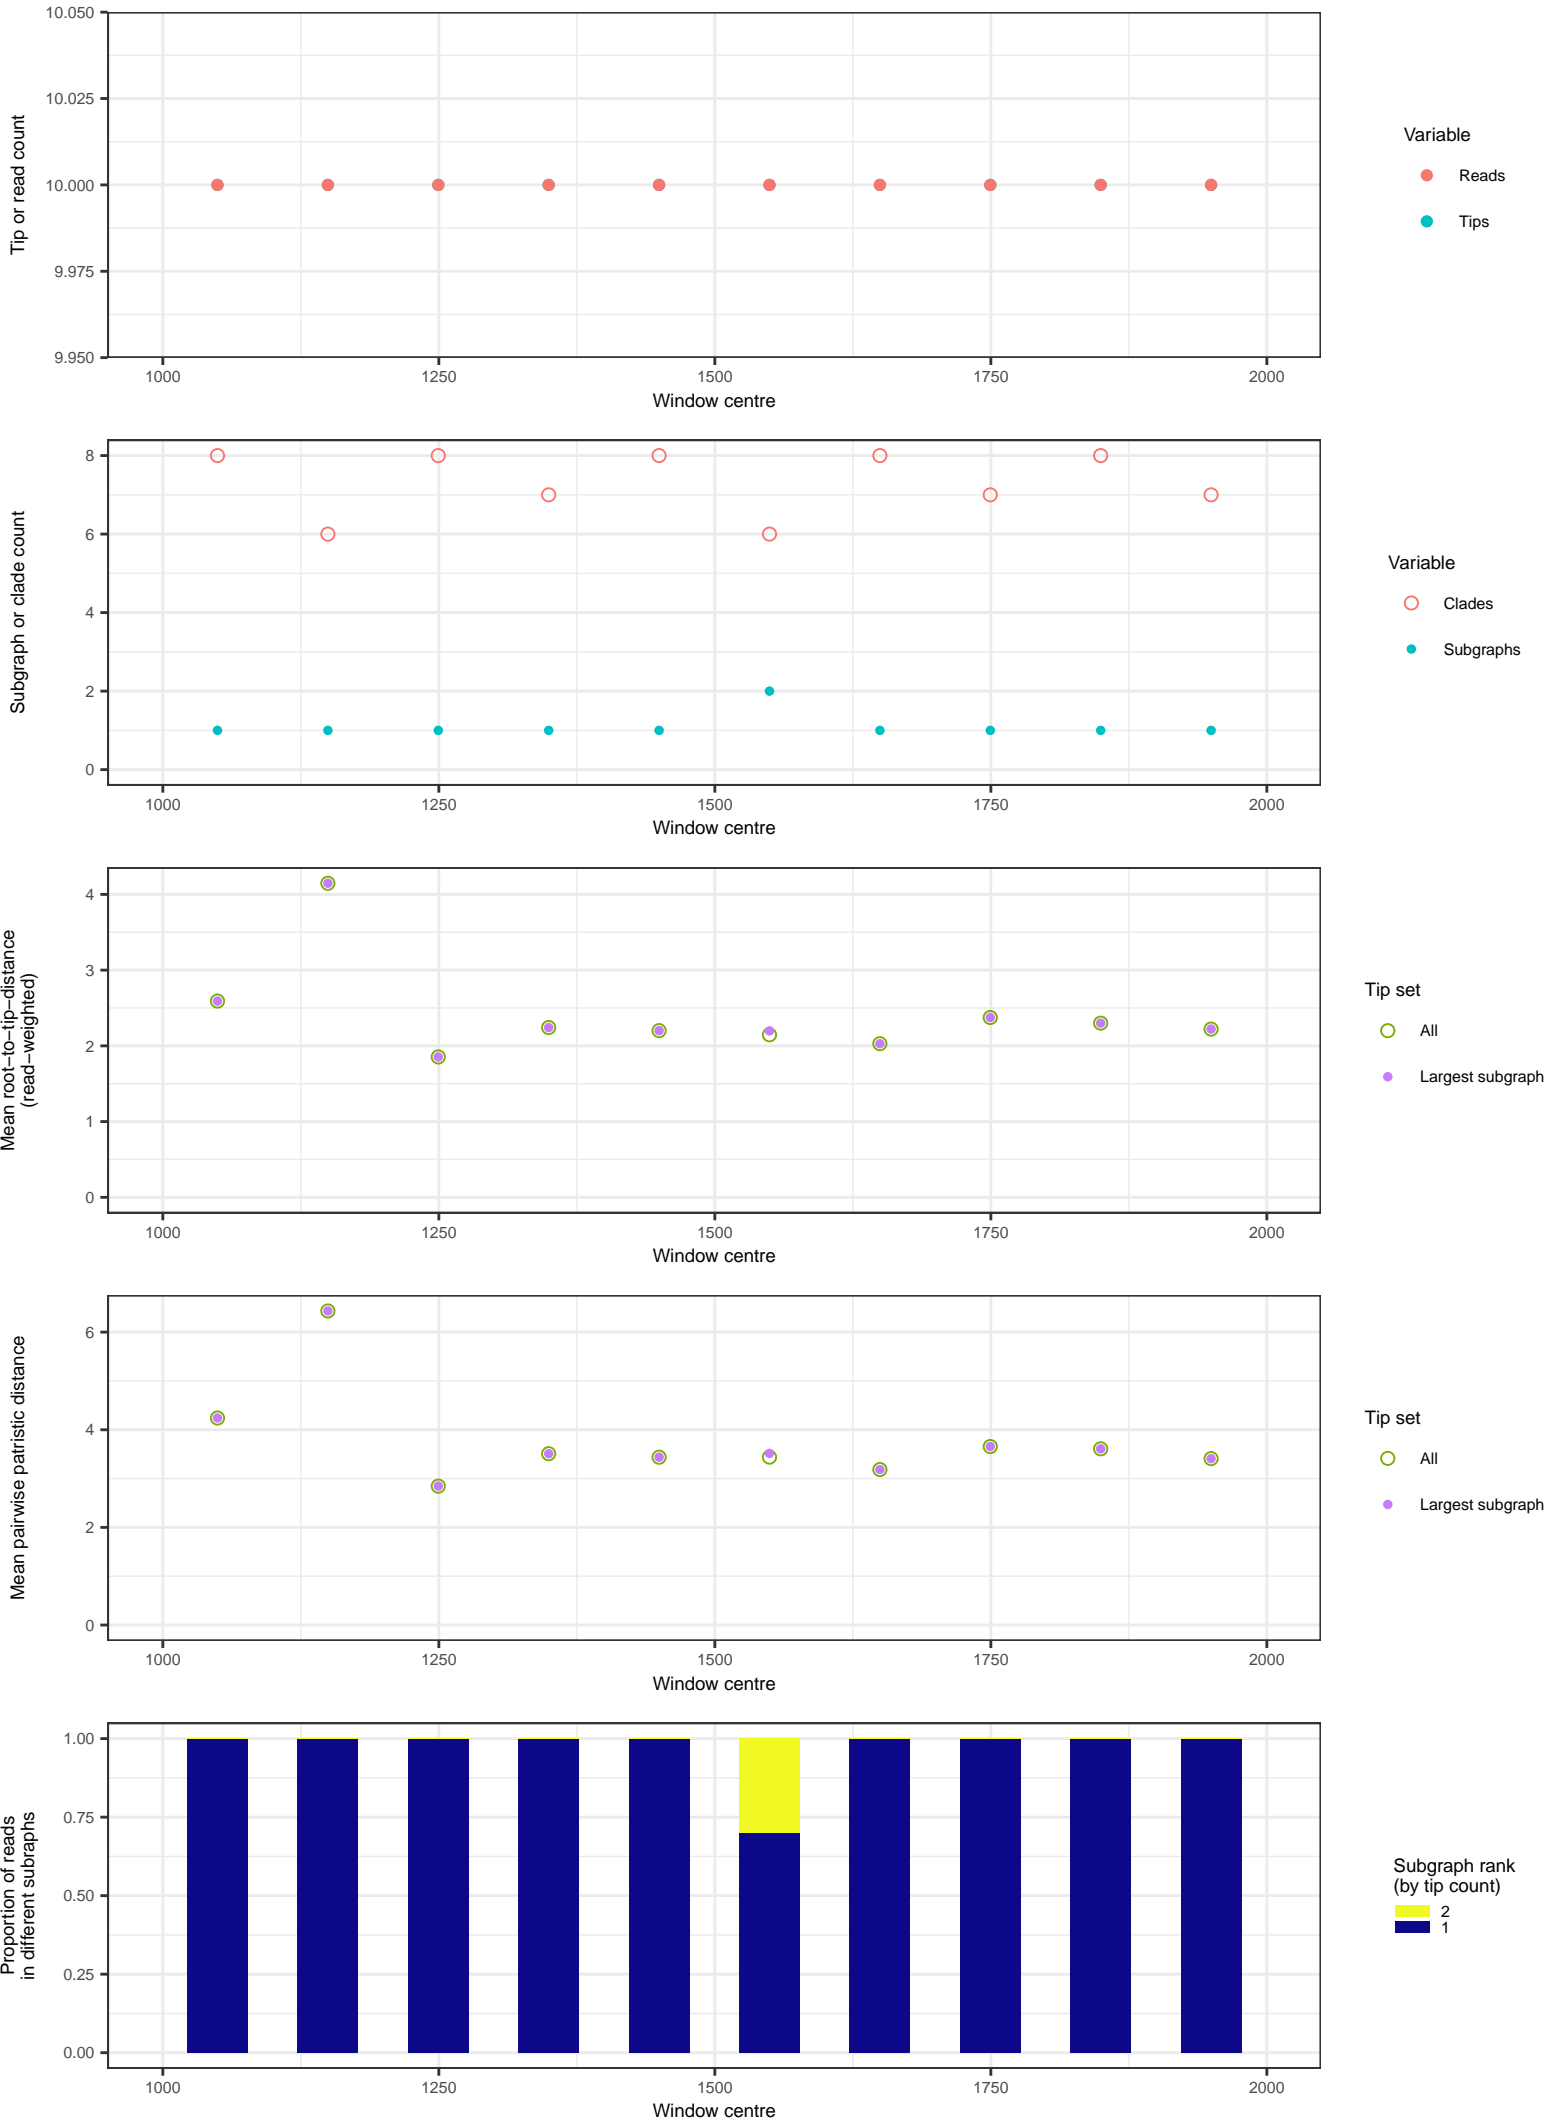 10.050
10.025
10.000
9.975
9.950
Tip or read count
1000 1250 1500 1750 2000
Window centre
Variable
Reads
Tips
8
6
4
2
0
Subgraph or clade count
1000 1250 1500 1750 2000
Window centre
Variable
Clades
Subgraphs
4
3
2
1
0
Mean root−to−tip−distance
(read−weighted)
1000 1250 1500 1750 2000
Window centre
Tip set
All
Largest subgraph
6
4
2
0
Mean pairwise patristic distance
1000 1250 1500 1750 2000
Window centre
Tip set
All
Largest subgraph
1.00
0.75
0.50
0.25
0.00
Proportion of reads
in different subraphs
1000 1250 1500 1750 2000
Window centre
Subgraph rank
(by tip count)
2
1